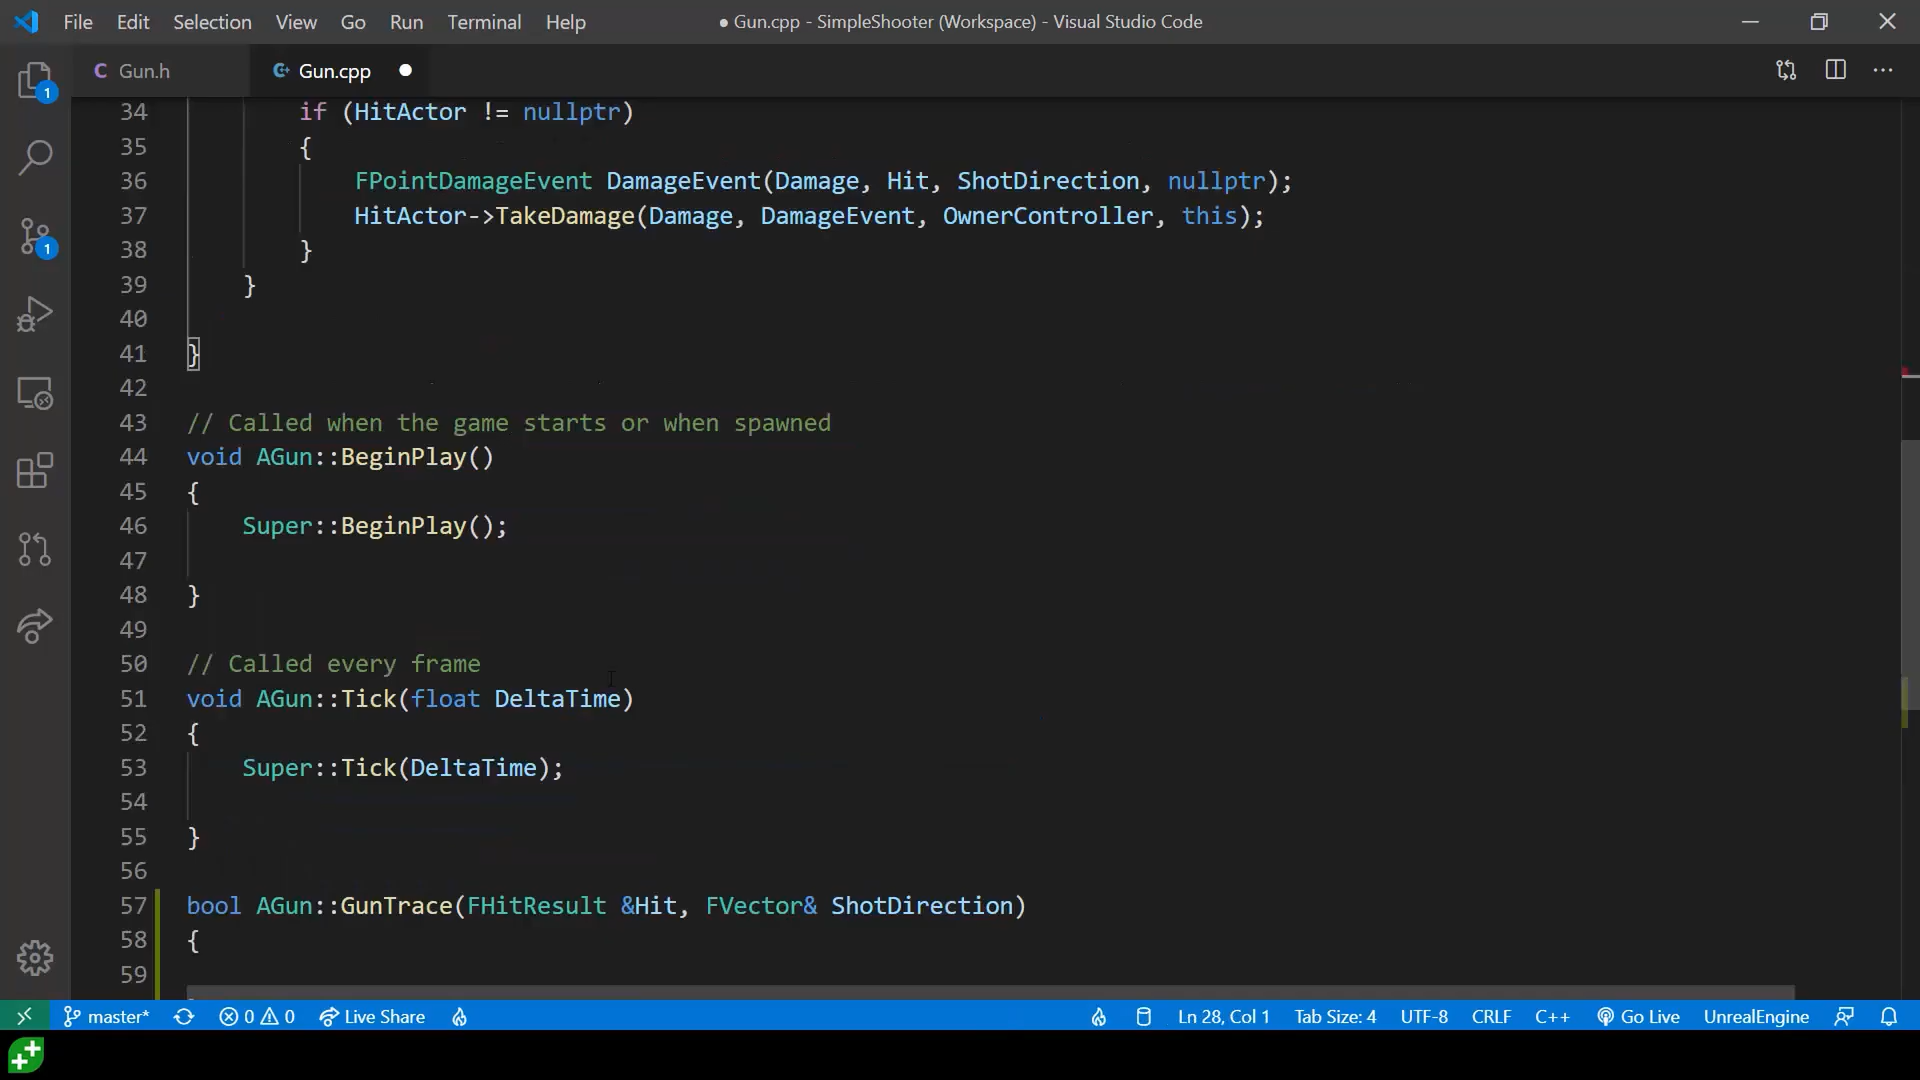 File Edit Selection View Go Run Terminal Help ● Gun.cpp - SimpleShooter (Workspace) - Visual Studio Code
Gun.h Gun.cpp
1
1
34 if (HitActor != nullptr)
35 {
36 FPointDamageEvent DamageEvent(Damage, Hit, ShotDirection, nullptr);
37 HitActor->TakeDamage(Damage, DamageEvent, OwnerController, this);
38 }
39 }
40
41 }
42
43 // Called when the game starts or when spawned
44 void AGun::BeginPlay()
45 {
46 Super::BeginPlay();
47
48 }
49
50 // Called every frame
51 void AGun::Tick(float DeltaTime)
52 {
53 Super::Tick(DeltaTime);
54
55 }
56
57 bool AGun::GunTrace(FHitResult &Hit, FVector& ShotDirection)
58 {
59
master* 0 0 Live Share Ln 28, Col 1 Tab Size: 4 UTF-8 CRLF C++ Go Live UnrealEngine